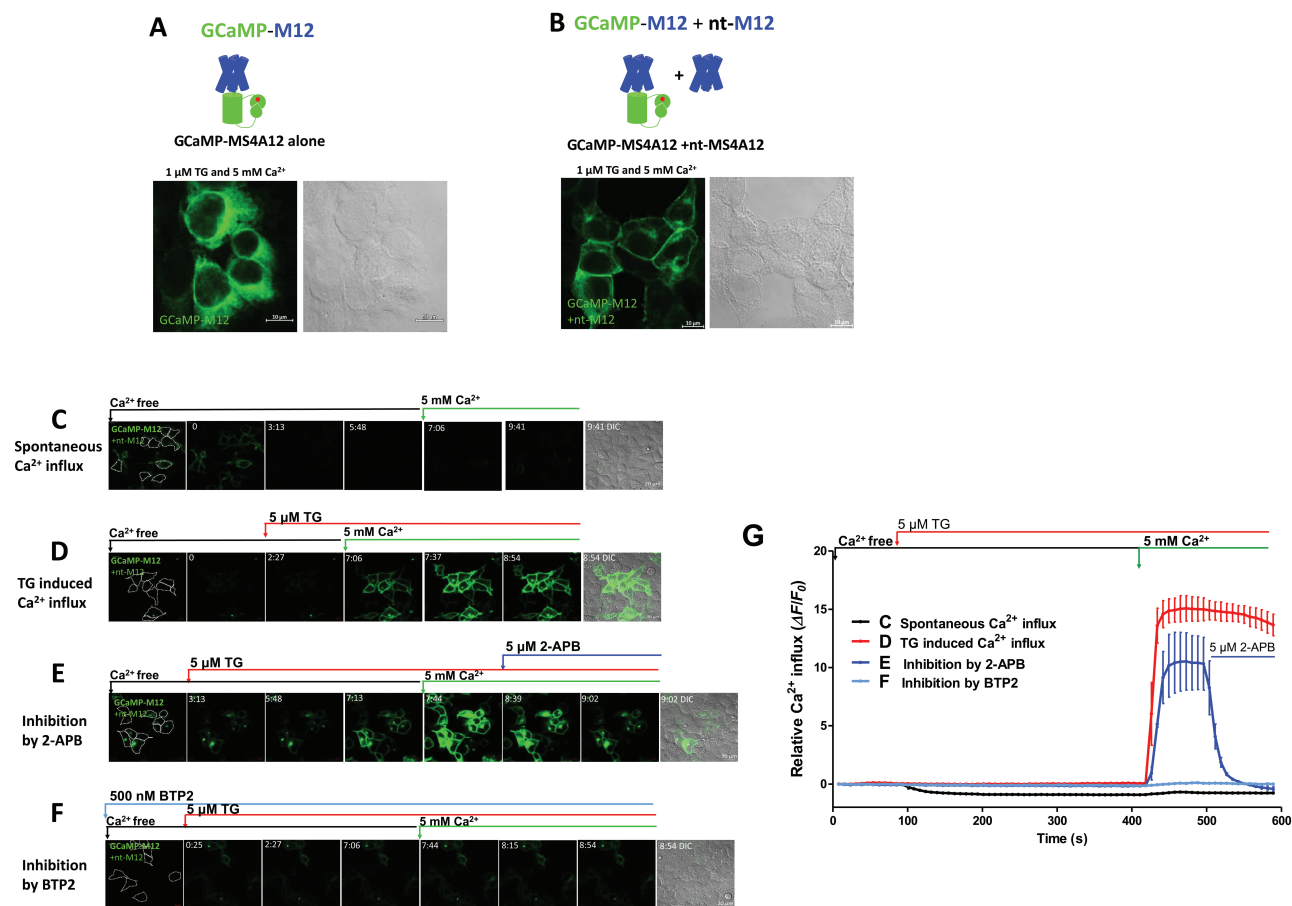 A
GCaMP-M12
GCaMP-MS4A12 alone
1 µM TG and 5 mM Ca²⁺
GCaMP-M12
10 µm
B
GCaMP-M12 + nt-M12
+
GCaMP-MS4A12 +nt-MS4A12
1 µM TG and 5 mM Ca²⁺
GCaMP-M12
+nt-M12
10 µm
C
Spontaneous
Ca²⁺ influx
Ca²⁺ free
5 mM Ca²⁺
GCaMP-M12
+nt-M12
0
3:13
5:48
7:06
9:41
9:41 DIC
20 µm
D
TG induced
Ca²⁺ influx
5 µM TG
Ca²⁺ free
5 mM Ca²⁺
GCaMP-M12
+nt-M12
0
2:27
7:06
7:37
8:54
8:54 DIC
20 µm
E
Inhibition
by 2-APB
5 µM 2-APB
5 µM TG
Ca²⁺ free
5 mM Ca²⁺
GCaMP-M12
+nt-M12
3:13
5:48
7:13
7:44
8:39
9:02
9:02 DIC
20 µm
F
Inhibition
by BTP2
500 nM BTP2
5 µM TG
Ca²⁺ free
5 mM Ca²⁺
GCaMP-M12
+nt-M12
0:25
2:27
7:06
7:44
8:15
8:54
8:54 DIC
20 µm
G
5 µM TG
Ca²⁺ free
5 mM Ca²⁺
Relative Ca²⁺ influx (ΔF/F₀)
20
15
10
5
0
C Spontaneous Ca²⁺ influx
D TG induced Ca²⁺ influx
E Inhibition by 2-APB
F Inhibition by BTP2
5 µM 2-APB
0
100
200
300
400
500
600
Time (s)